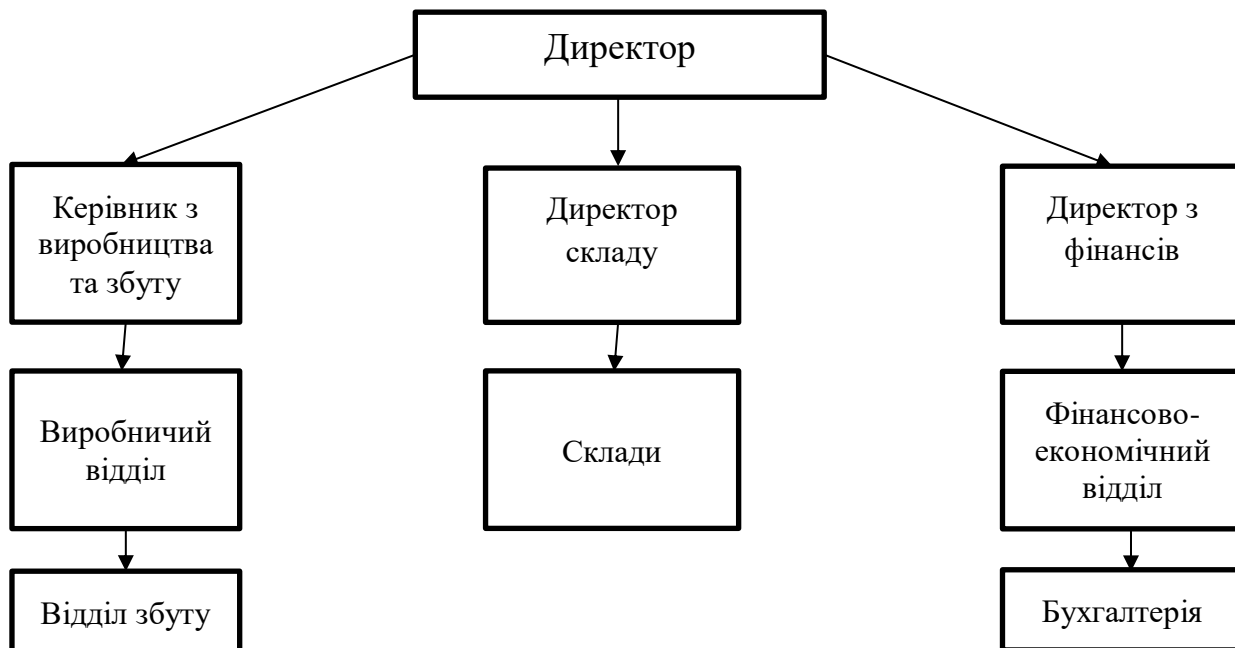 Директор
Керівник з
виробництва
та збуту
Директор
складу
Директор з
фінансів
Виробничий
відділ
Склади
Фінансово-
економічний
відділ
Відділ збуту
Бухгалтерія